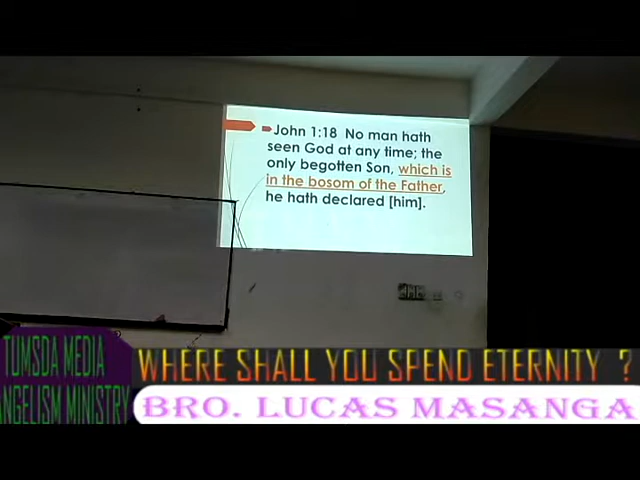 John 1:18 No man hath
seen God at any time; the
only begotten Son, which is
in the bosom of the Father,
he hath declared [him].
TUMSDA MEDIA
ANGELISM MINISTRY
WHERE SHALL YOU SPEND ETERNITY ?
BRO. LUCAS MASANGA